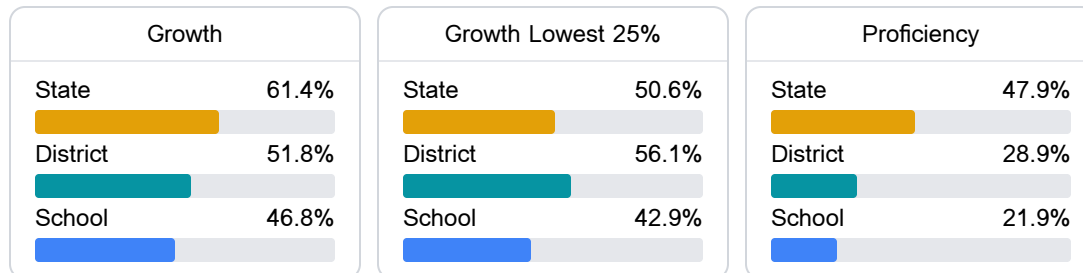 Growth
State 61.4%
District 51.8%
School 46.8%
Growth Lowest 25%
State 50.6%
District 56.1%
School 42.9%
Proficiency
State 47.9%
District 28.9%
School 21.9%